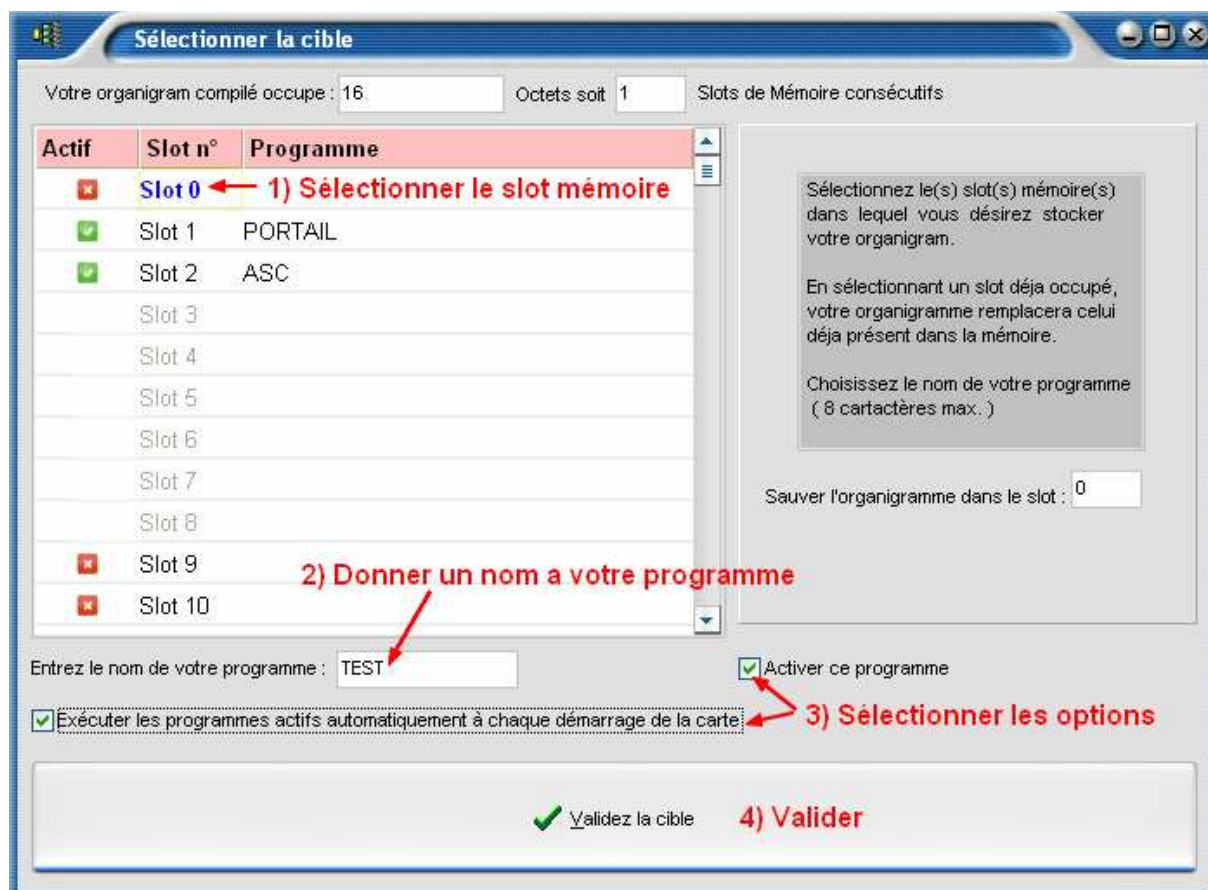 Sélectionner la cible
Votre organigram compilé occupe : 16 Octets soit 1 Slots de Mémoire consécutifs
Actif Slot n° Programme
Slot 0 1) Sélectionner le slot mémoire
Slot 1 PORTAIL
Slot 2 ASC
Slot 3
Slot 4
Slot 5
Slot 6
Slot 7
Slot 8
Slot 9
Slot 10
Sélectionnez le(s) slot(s) mémoire(s)
dans lequel vous désirez stocker
votre organigram.
En sélectionnant un slot déja occupé,
votre organigramme remplacera celui
déja présent dans la mémoire.
Choisissez le nom de votre programme
( 8 cartactères max. )
Sauver l'organigramme dans le slot : 0
2) Donner un nom a votre programme
Entrez le nom de votre programme : TEST
Activer ce programme
Exécuter les programmes actifs automatiquement à chaque démarrage de la carte
3) Sélectionner les options
Validez la cible 4) Valider